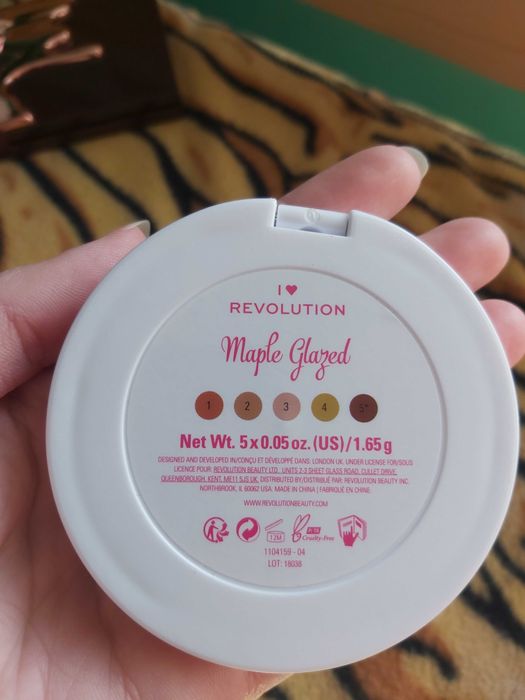 I ♥
REVOLUTION
Maple Glazed
1 2 3 4 5*
Net Wt. 5 x 0.05 oz. (US)/1.65 g
DESIGNED AND DEVELOPED IN/CONÇU ET DÉVELOPPÉ DANS: LONDON UK. UNDER LICENSE FOR/SOUS
LICENCE POUR: REVOLUTION BEAUTY LTD., UNITS 2-3 SHEET GLASS ROAD, CULLET DRIVE,
QUEENBOROUGH, KENT, ME11 5JS UK. DISTRIBUTED BY/DISTRIBUÉ PAR: REVOLUTION BEAUTY INC.
NORTHBROOK, IL 60062 USA. MADE IN CHINA | FABRIQUÉ EN CHINE.
WWW.REVOLUTIONBEAUTY.COM
12M Cruelty-Free
1104159 - 04
LOT: 18038